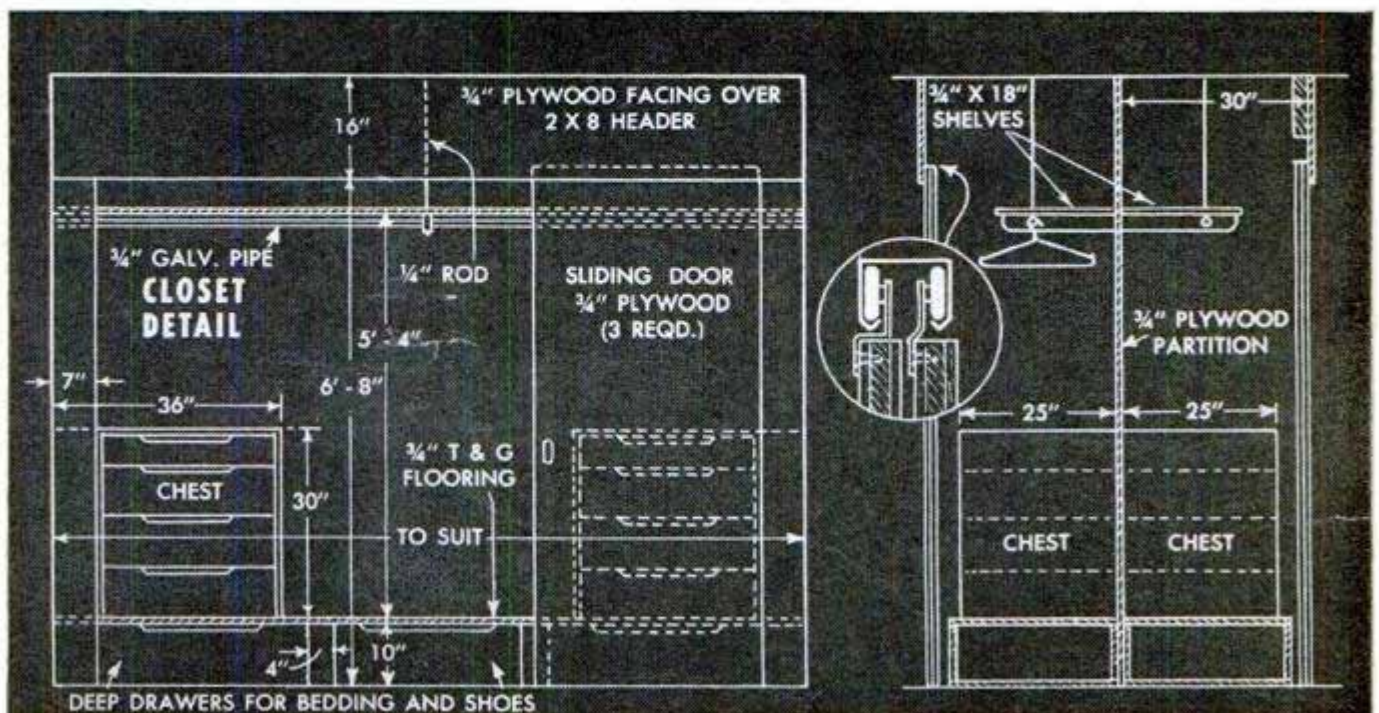 ¾" PLYWOOD FACING OVER
2 X 8 HEADER
16"
¾" GALV. PIPE
CLOSET
DETAIL
¼" ROD
SLIDING DOOR
¾" PLYWOOD
(3 REQD.)
5' - 4"
6' - 8"
7"
36"
¾" T & G
FLOORING
CHEST
30"
TO SUIT
4"
10"
DEEP DRAWERS FOR BEDDING AND SHOES
¾" X 18"
SHELVES
30"
¾" PLYWOOD
PARTITION
25"
25"
CHEST
CHEST